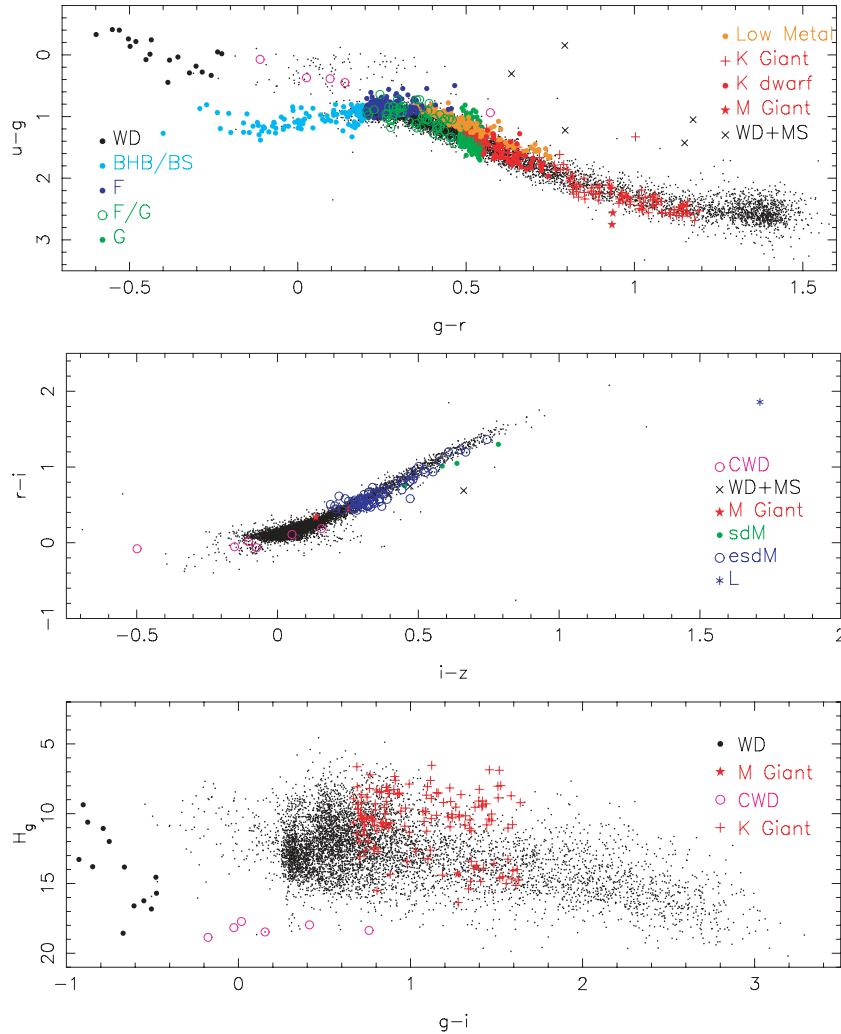 0
1
2
3
u-g
WD
BHB/BS
F
F/G
G
Low Metal
K Giant
K dwarf
M Giant
WD+MS
-0.5 0 0.5 1 1.5
g-r
2
1
0
-1
r-i
CWD
WD+MS
M Giant
sdM
esdM
L
-0.5 0 0.5 1 1.5 2
i-z
5
10
15
20
Hg
WD
M Giant
CWD
K Giant
-1 0 1 2 3
g-i